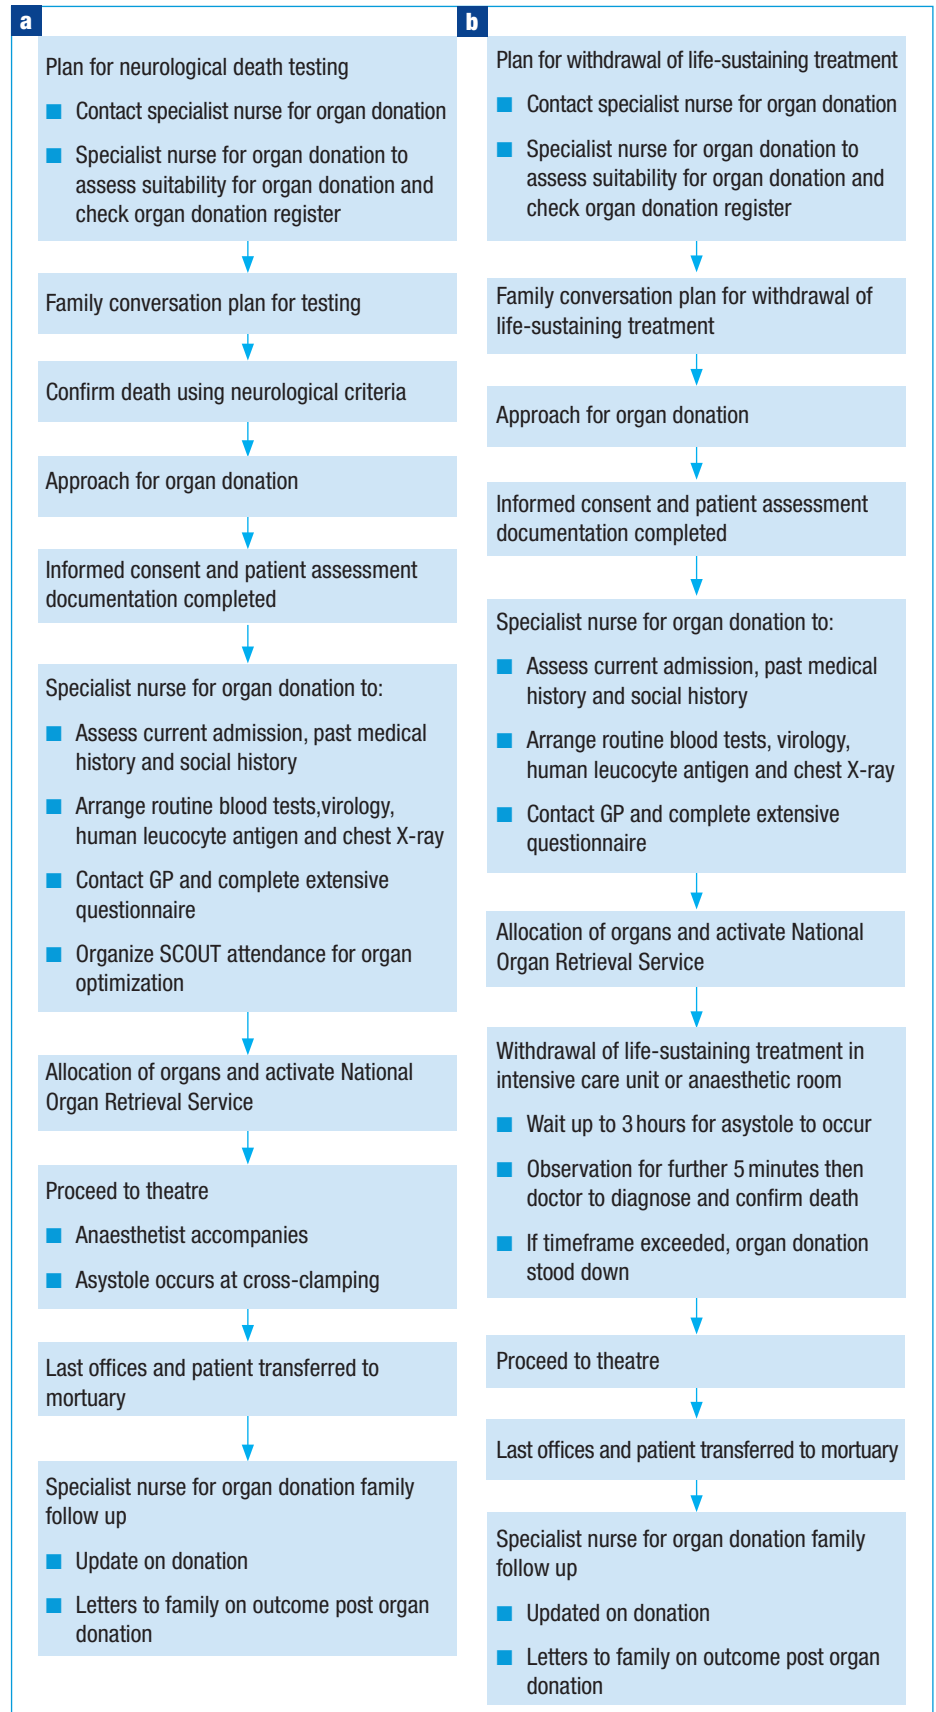 a
Plan for neurological death testing
■ Contact specialist nurse for organ donation
■ Specialist nurse for organ donation to
assess suitability for organ donation and
check organ donation register
Family conversation plan for testing
Confirm death using neurological criteria
Approach for organ donation
Informed consent and patient assessment
documentation completed
Specialist nurse for organ donation to:
■ Assess current admission, past medical
history and social history
■ Arrange routine blood tests,virology,
human leucocyte antigen and chest X-ray
■ Contact GP and complete extensive
questionnaire
■ Organize SCOUT attendance for organ
optimization
Allocation of organs and activate National
Organ Retrieval Service
Proceed to theatre
■ Anaesthetist accompanies
■ Asystole occurs at cross-clamping
Last offices and patient transferred to
mortuary
Specialist nurse for organ donation family
follow up
■ Update on donation
■ Letters to family on outcome post organ
donation
b
Plan for withdrawal of life-sustaining treatment
■ Contact specialist nurse for organ donation
■ Specialist nurse for organ donation to
assess suitability for organ donation and
check organ donation register
Family conversation plan for withdrawal of
life-sustaining treatment
Approach for organ donation
Informed consent and patient assessment
documentation completed
Specialist nurse for organ donation to:
■ Assess current admission, past medical
history and social history
■ Arrange routine blood tests, virology,
human leucocyte antigen and chest X-ray
■ Contact GP and complete extensive
questionnaire
Allocation of organs and activate National
Organ Retrieval Service
Withdrawal of life-sustaining treatment in
intensive care unit or anaesthetic room
■ Wait up to 3 hours for asystole to occur
■ Observation for further 5 minutes then
doctor to diagnose and confirm death
■ If timeframe exceeded, organ donation
stood down
Proceed to theatre
Last offices and patient transferred to mortuary
Specialist nurse for organ donation family
follow up
■ Updated on donation
■ Letters to family on outcome post organ
donation